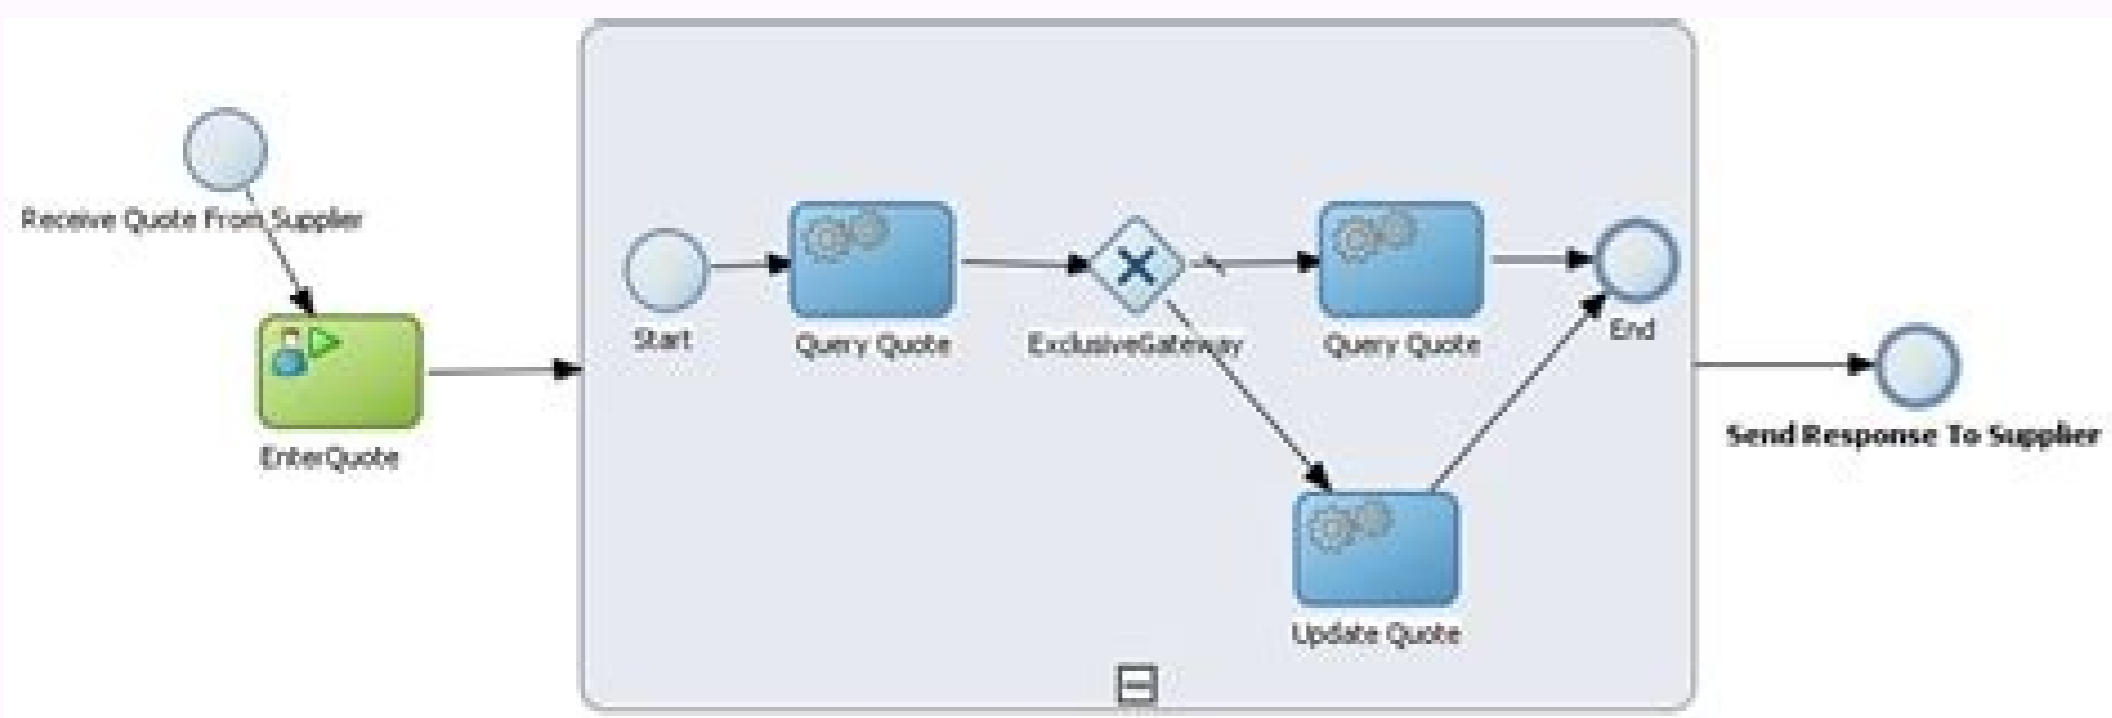 Receive Quote From Supplier
EnterQuote
Start
Query Quote
ExclusiveGateway
Query Quote
End
Update Quote
Send Response To Supplier